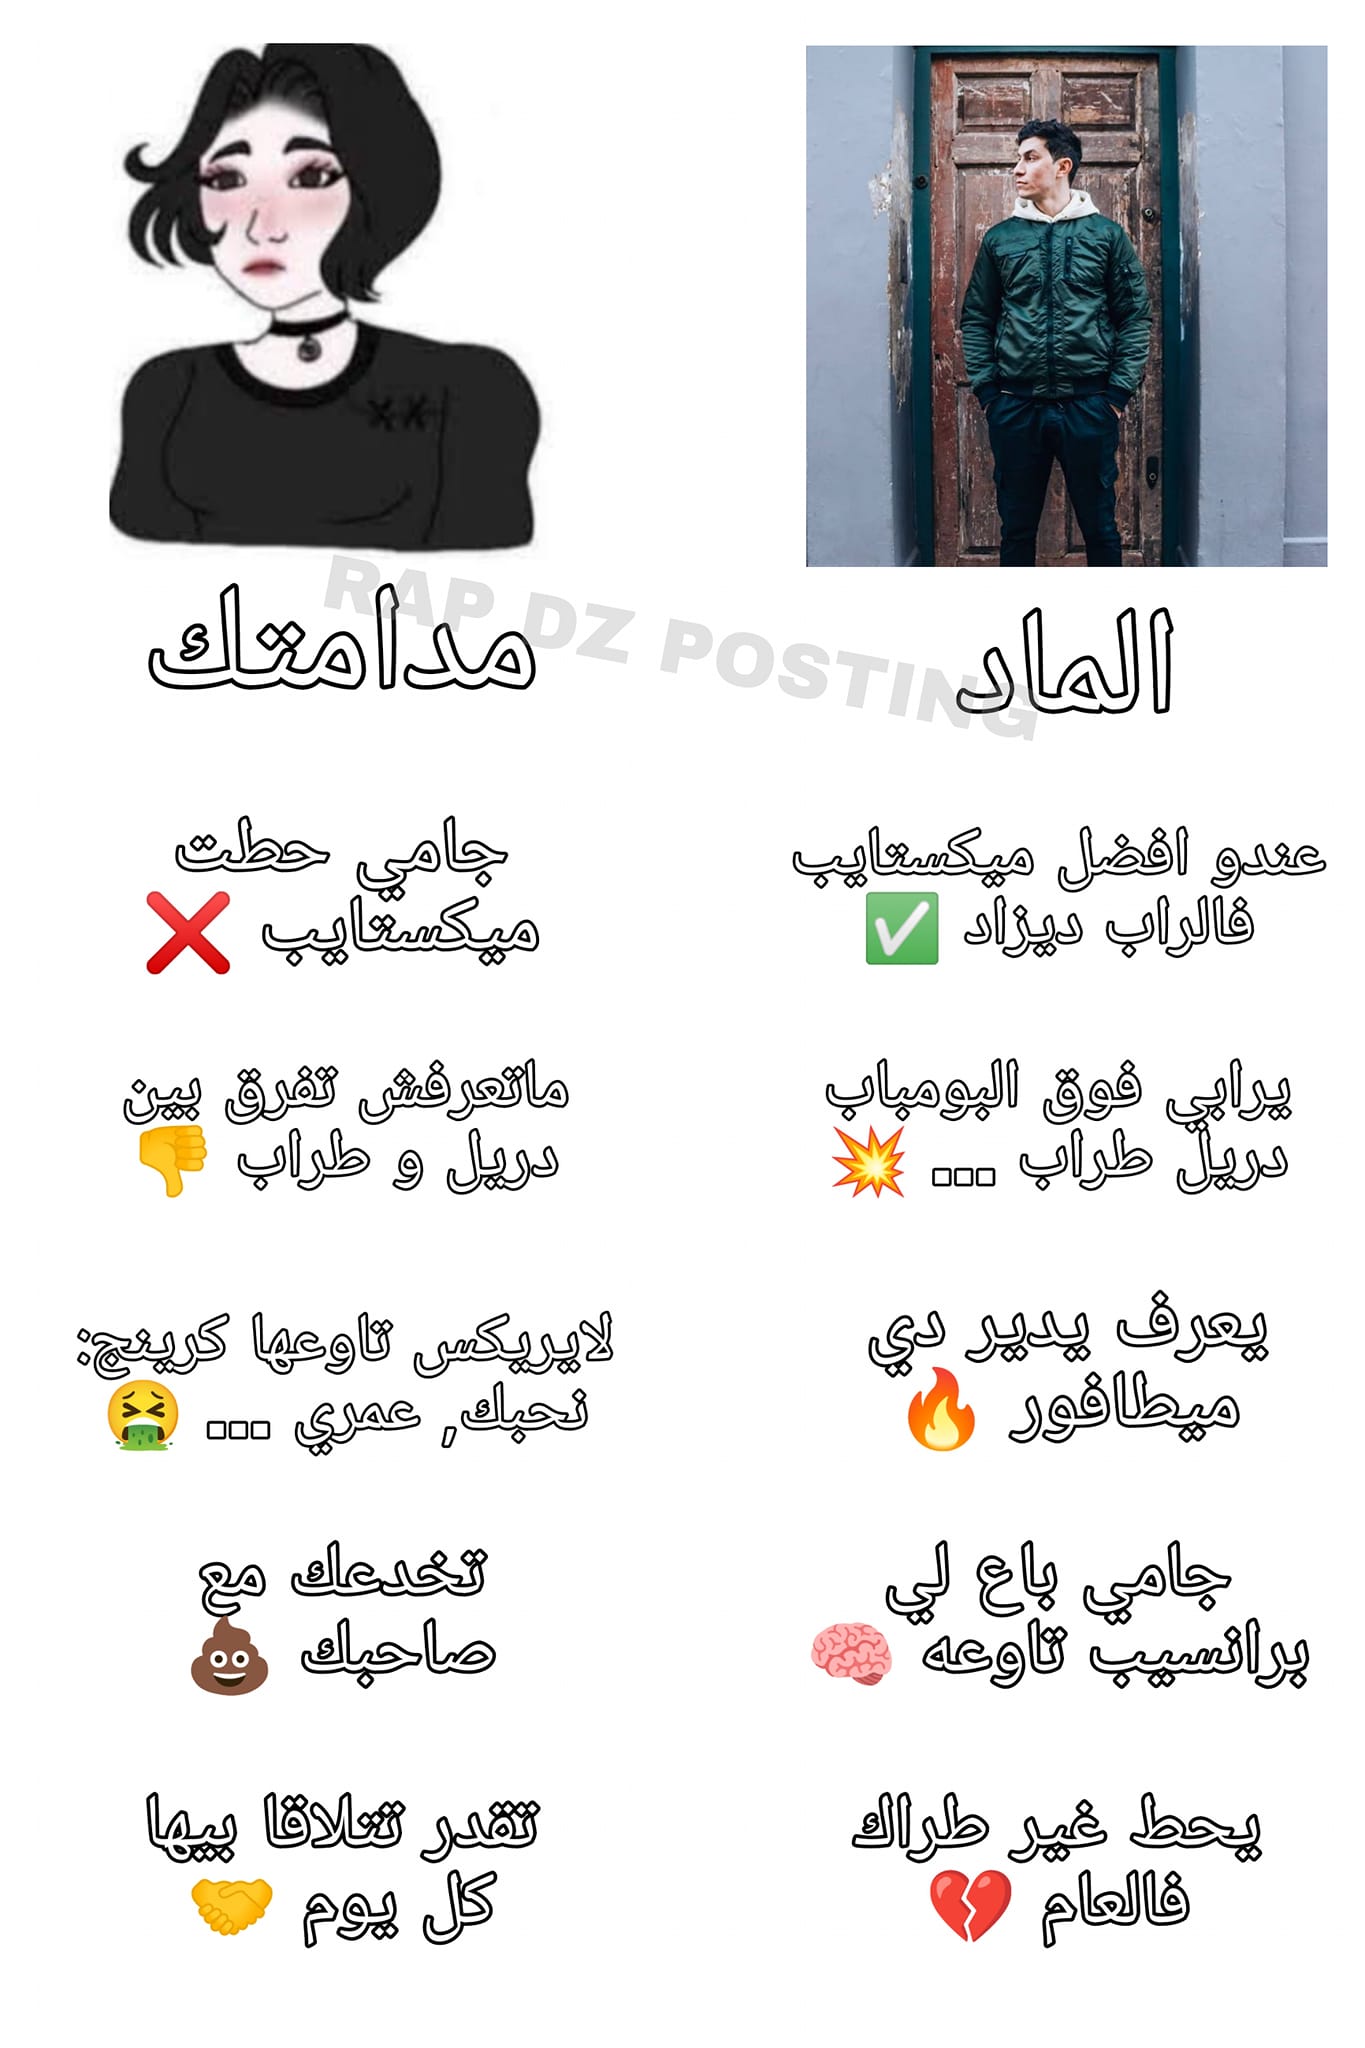 RAP DZ POSTING
الماد
عندو افضل ميكستايب
فالراب ديزاد ✅
يرابي فوق البومباب
دريل طراب ... 💥
يعرف يدير دي
ميطافور 🔥
جامي باع لي
برانسيب تاوعه 🧠
يحط غير طراك
فالعام 💔
مدامتك
جامي حطت
ميكستايب ❌
ماتعرفش تفرق بين
دريل و طراب 👎
لايريكس تاوعها كرينج:
نحبك, عمري ... 🤮
تخدعك مع
صاحبك 💩
تقدر تتلاقا بيها
كل يوم 🤝